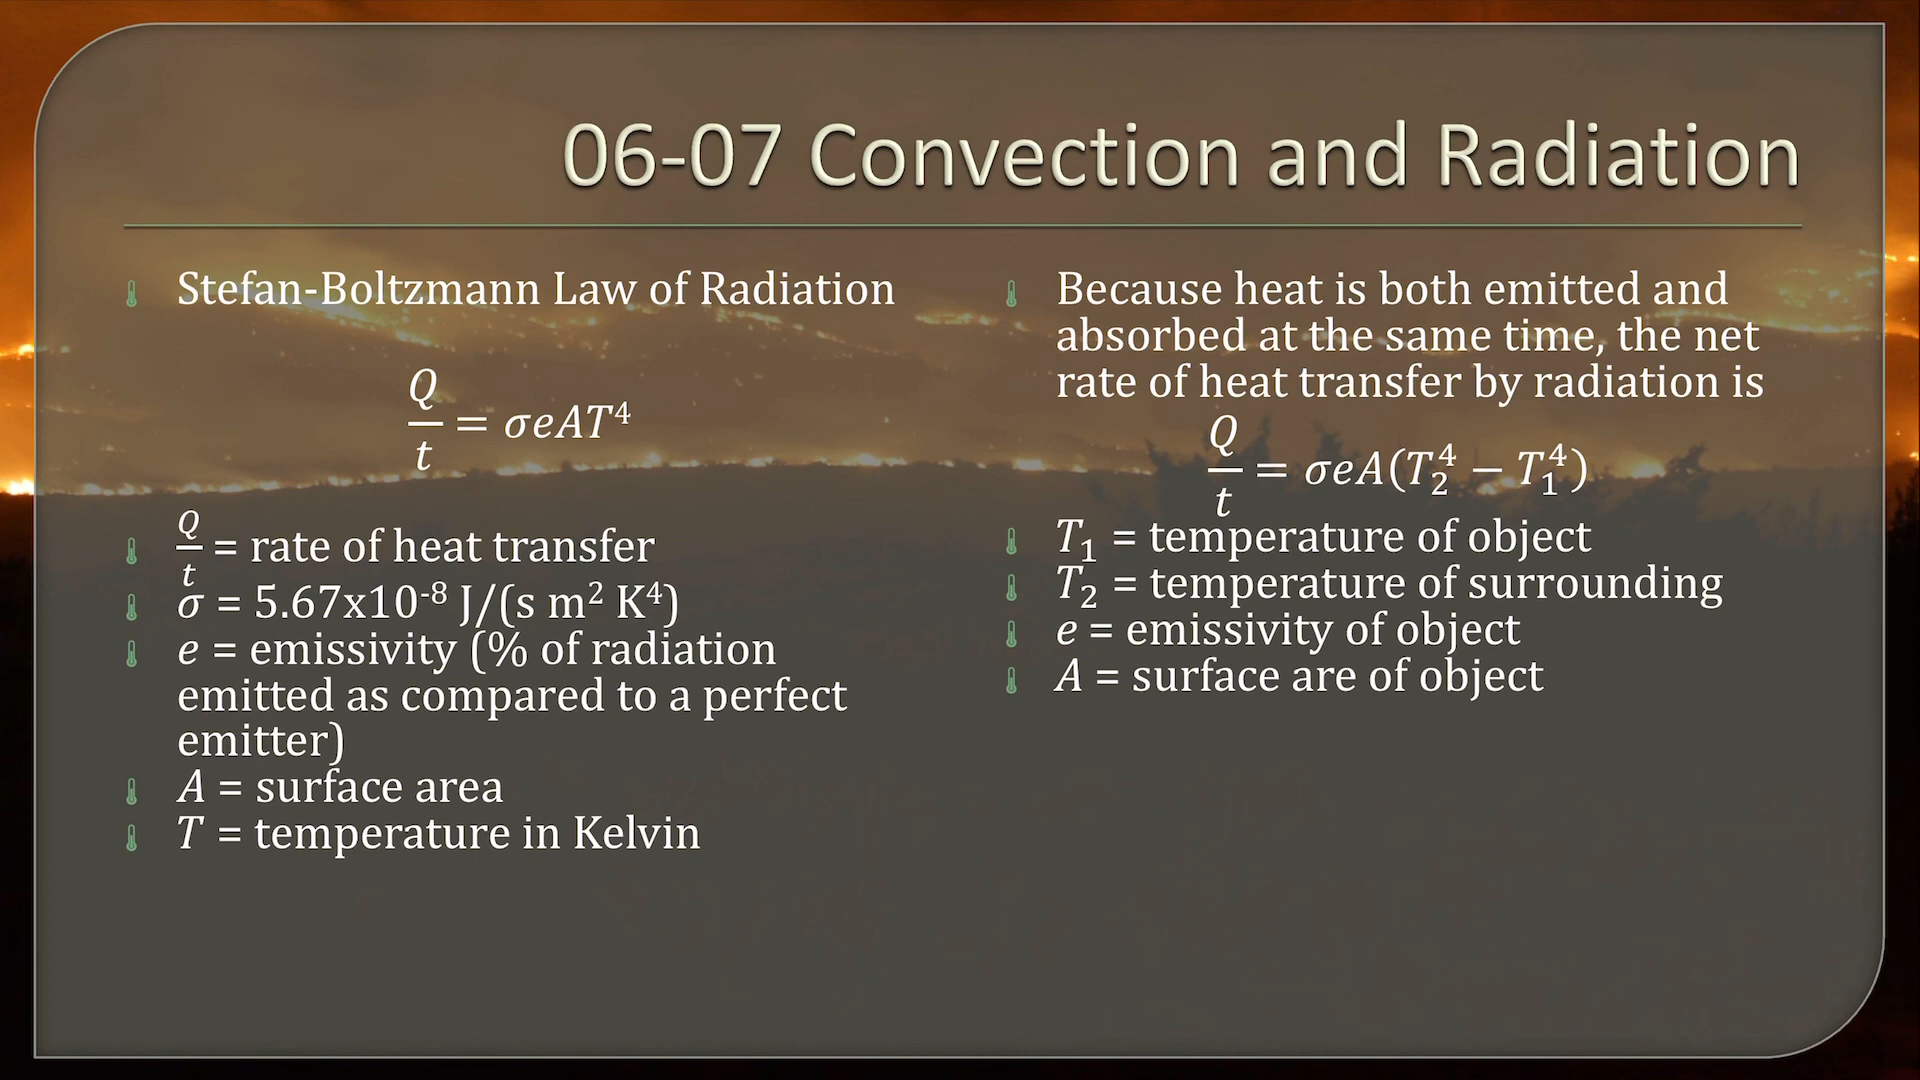 06-07 Convection and Radiation
Stefan-Boltzmann Law of Radiation
Q/t = σeAT⁴
Q/t = rate of heat transfer
σ = 5.67x10⁻⁸ J/(s m² K⁴)
e = emissivity (% of radiation
emitted as compared to a perfect
emitter)
A = surface area
T = temperature in Kelvin
Because heat is both emitted and
absorbed at the same time, the net
rate of heat transfer by radiation is
Q/t = σeA(T₂⁴ − T₁⁴)
T₁ = temperature of object
T₂ = temperature of surrounding
e = emissivity of object
A = surface are of object